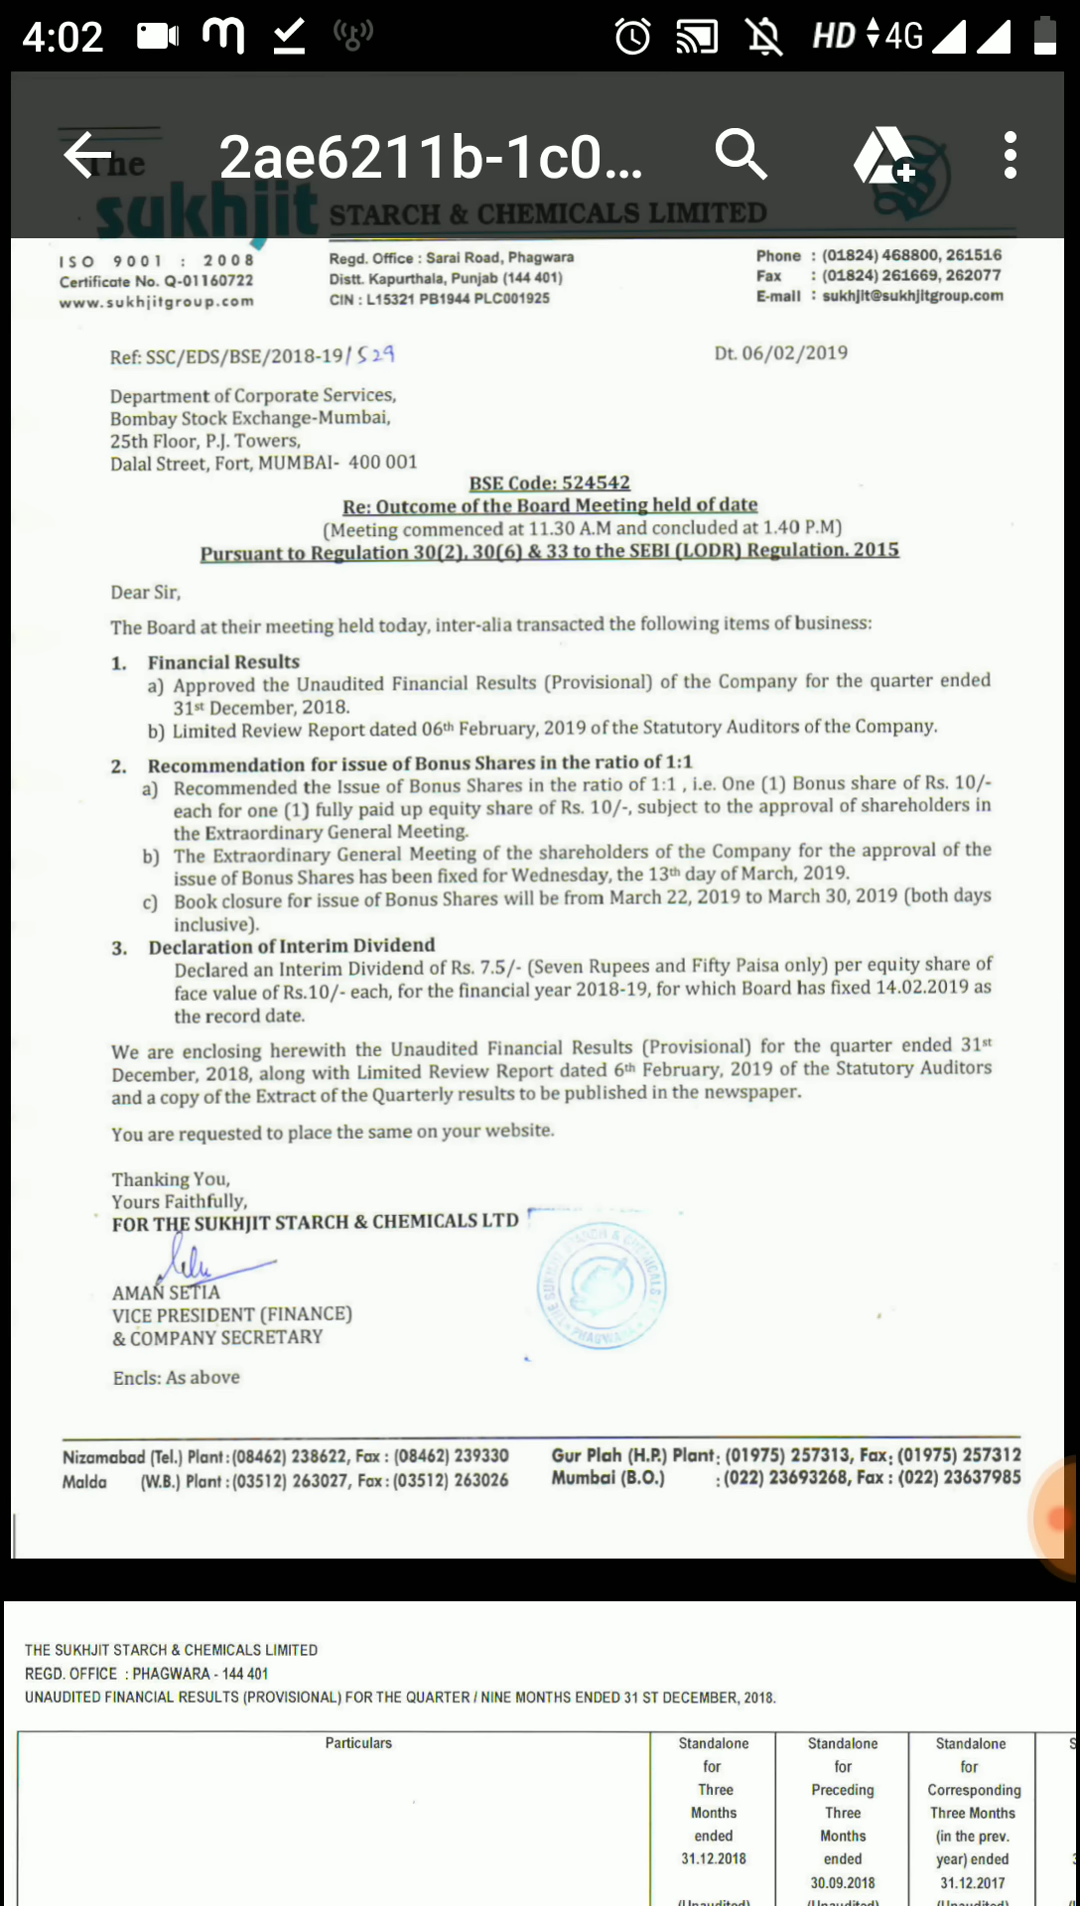 4:02
HD 4G
2ae6211b-1c0...
The
sukhjit STARCH & CHEMICALS LIMITED
ISO 9001 : 2008
Certificate No. Q-01160722
www.sukhjitgroup.com
Regd. Office : Sarai Road, Phagwara
Distt. Kapurthala, Punjab (144 401)
CIN : L15321 PB1944 PLC001925
Phone : (01824) 468800, 261516
Fax : (01824) 261669, 262077
E-mail : sukhjit@sukhjitgroup.com
Ref: SSC/EDS/BSE/2018-19/529
Dt. 06/02/2019
Department of Corporate Services,
Bombay Stock Exchange-Mumbai,
25th Floor, P.J. Towers,
Dalal Street, Fort, MUMBAI- 400 001
BSE Code: 524542
Re: Outcome of the Board Meeting held of date
(Meeting commenced at 11.30 A.M and concluded at 1.40 P.M)
Pursuant to Regulation 30(2), 30(6) & 33 to the SEBI (LODR) Regulation, 2015
Dear Sir,
The Board at their meeting held today, inter-alia transacted the following items of business:
1. Financial Results
a) Approved the Unaudited Financial Results (Provisional) of the Company for the quarter ended
31st December, 2018.
b) Limited Review Report dated 06th February, 2019 of the Statutory Auditors of the Company.
2. Recommendation for issue of Bonus Shares in the ratio of 1:1
a) Recommended the Issue of Bonus Shares in the ratio of 1:1 , i.e. One (1) Bonus share of Rs. 10/-
each for one (1) fully paid up equity share of Rs. 10/-, subject to the approval of shareholders in
the Extraordinary General Meeting.
b) The Extraordinary General Meeting of the shareholders of the Company for the approval of the
issue of Bonus Shares has been fixed for Wednesday, the 13th day of March, 2019.
c) Book closure for issue of Bonus Shares will be from March 22, 2019 to March 30, 2019 (both days
inclusive).
3. Declaration of Interim Dividend
Declared an Interim Dividend of Rs. 7.5/- (Seven Rupees and Fifty Paisa only) per equity share of
face value of Rs.10/- each, for the financial year 2018-19, for which Board has fixed 14.02.2019 as
the record date.
We are enclosing herewith the Unaudited Financial Results (Provisional) for the quarter ended 31st
December, 2018, along with Limited Review Report dated 6th February, 2019 of the Statutory Auditors
and a copy of the Extract of the Quarterly results to be published in the newspaper.
You are requested to place the same on your website.
Thanking You,
Yours Faithfully,
FOR THE SUKHJIT STARCH & CHEMICALS LTD
AMAN SETIA
VICE PRESIDENT (FINANCE)
& COMPANY SECRETARY
Encls: As above
Nizamabad (Tel.) Plant : (08462) 238622, Fax : (08462) 239330
Malda (W.B.) Plant : (03512) 263027, Fax : (03512) 263026
Gur Plah (H.P.) Plant : (01975) 257313, Fax : (01975) 257312
Mumbai (B.O.) : (022) 23693268, Fax : (022) 23637985
THE SUKHJIT STARCH & CHEMICALS LIMITED
REGD. OFFICE : PHAGWARA - 144 401
UNAUDITED FINANCIAL RESULTS (PROVISIONAL) FOR THE QUARTER / NINE MONTHS ENDED 31 ST DECEMBER, 2018.
Particulars
Standalone
for
Three
Months
ended
31.12.2018
(Unaudited)
Standalone
for
Preceding
Three
Months
ended
30.09.2018
(Unaudited)
Standalone
for
Corresponding
Three Months
(in the prev.
year) ended
31.12.2017
(Unaudited)